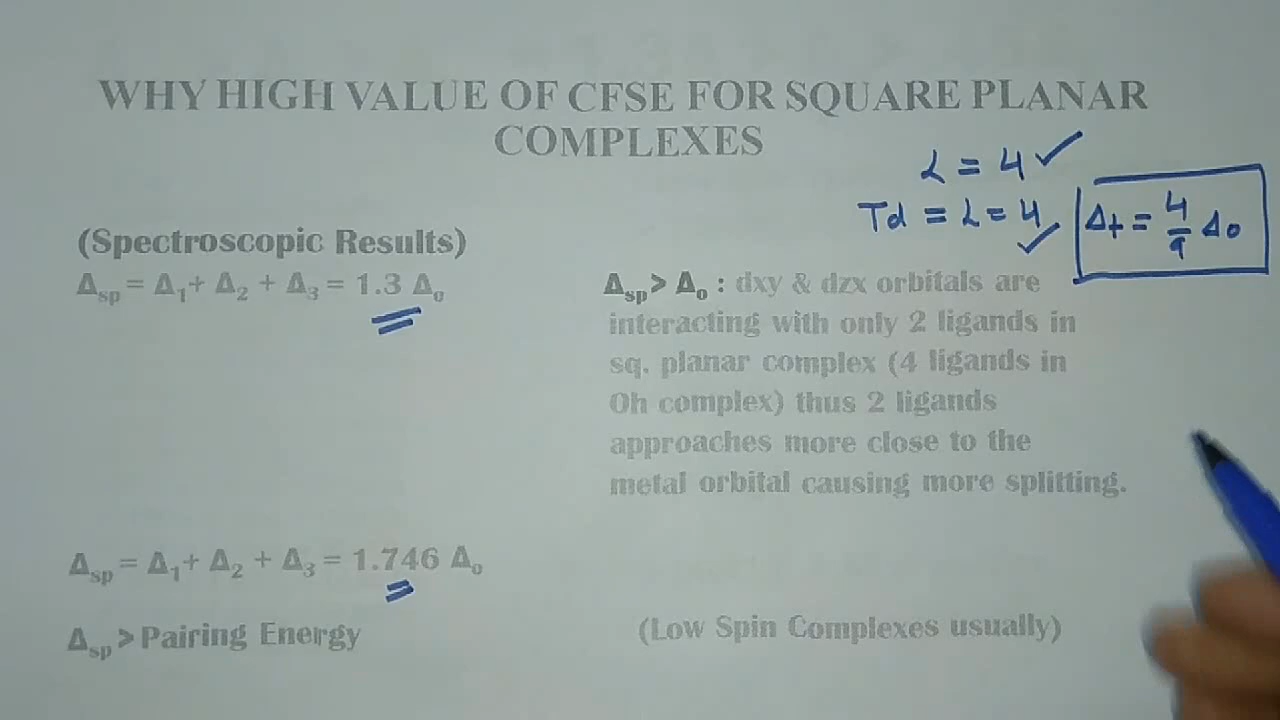 WHY HIGH VALUE OF CFSE FOR SQUARE PLANAR
COMPLEXES
L = 4 ✓
Td = L = 4 ✓
Δt = 4/9 Δo
(Spectroscopic Results)
Δsp = Δ1+ Δ2 + Δ3 = 1.3 Δo
Δsp> Δo : dxy & dzx orbitals are
interacting with only 2 ligands in
sq. planar complex (4 ligands in
Oh complex) thus 2 ligands
approaches more close to the
metal orbital causing more splitting.
Δsp = Δ1+ Δ2 + Δ3 = 1.746 Δo
Δsp > Pairing Energy
(Low Spin Complexes usually)